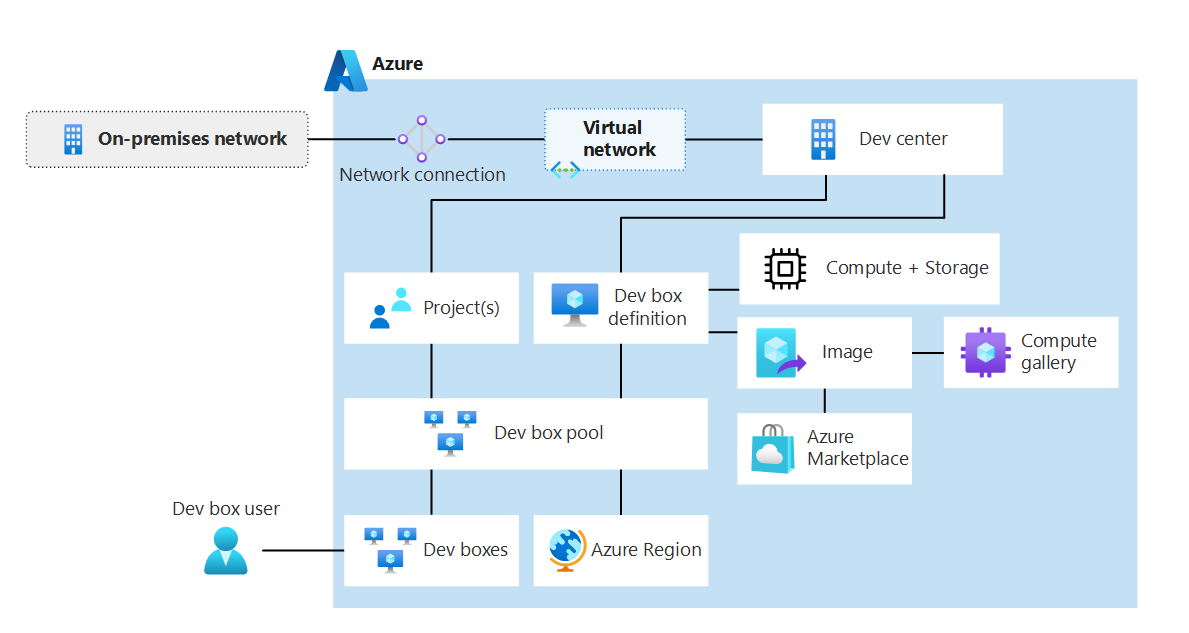 Azure
On-premises network
Network connection
Virtual
network
Dev center
Compute + Storage
Project(s)
Dev box
definition
Image
Compute
gallery
Dev box pool
Azure
Marketplace
Dev box user
Dev boxes
Azure Region